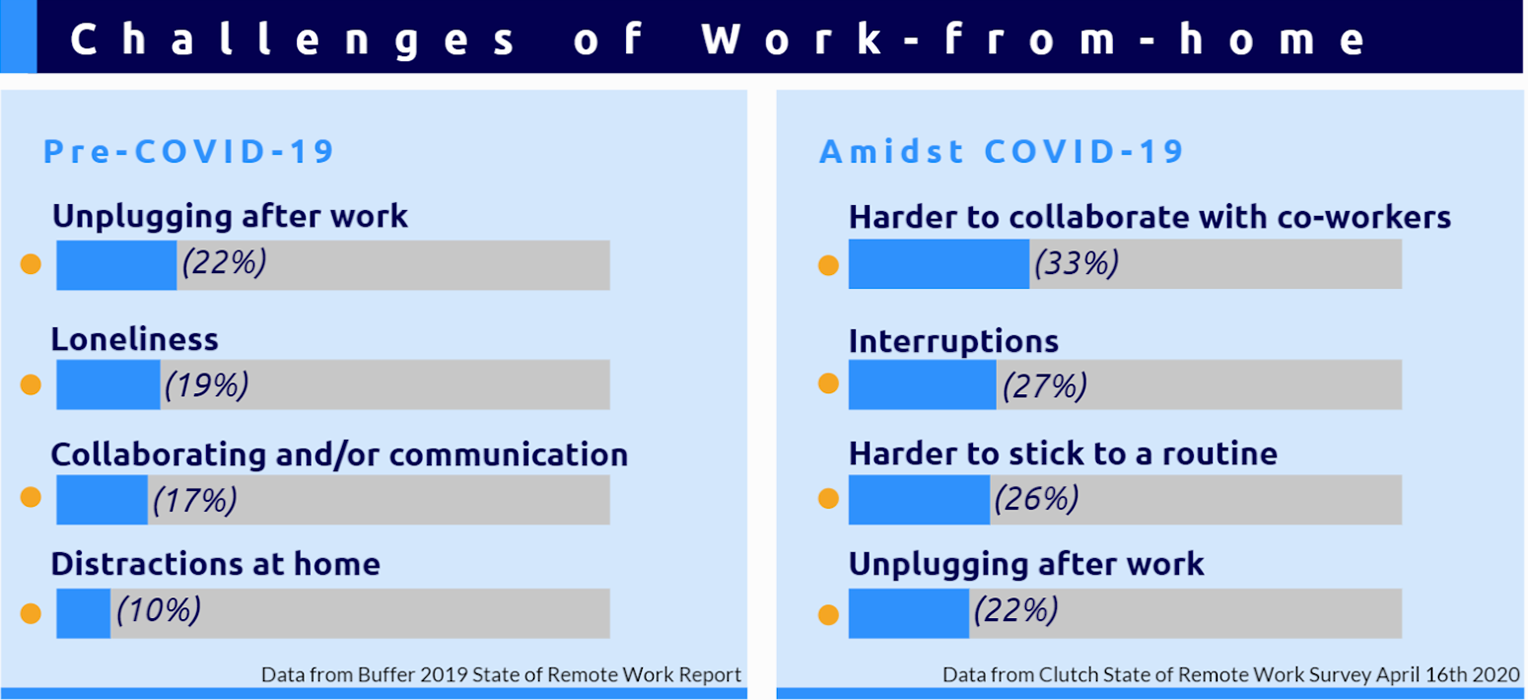 Challenges of Work-from-home
Pre-COVID-19
Unplugging after work
(22%)
Loneliness
(19%)
Collaborating and/or communication
(17%)
Distractions at home
(10%)
Data from Buffer 2019 State of Remote Work Report
Amidst COVID-19
Harder to collaborate with co-workers
(33%)
Interruptions
(27%)
Harder to stick to a routine
(26%)
Unplugging after work
(22%)
Data from Clutch State of Remote Work Survey April 16th 2020